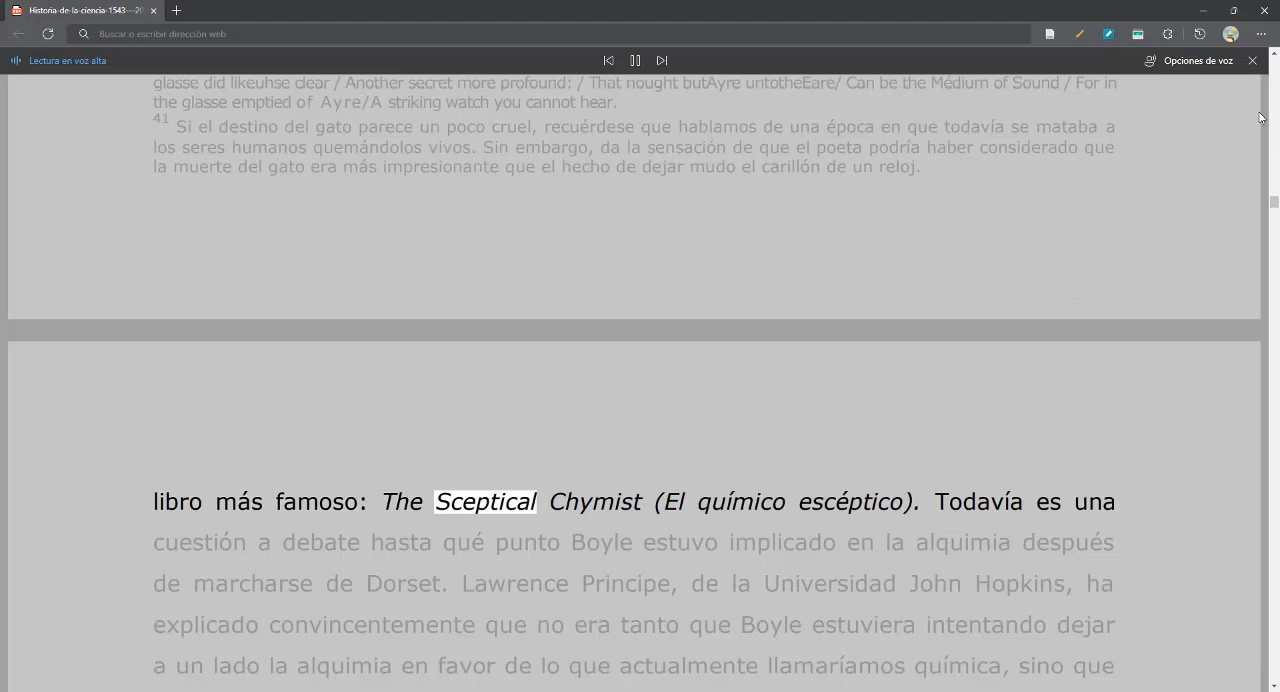 Historia-de-la-ciencia-1543---20
Buscar o escribir dirección web
Lectura en voz alta
Opciones de voz
glasse did likeuhse clear / Another secret more profound: / That nought butAyre untotheEare/ Can be the Médium of Sound / For in
the glasse emptied of Ayre/A striking watch you cannot hear.
41 Si el destino del gato parece un poco cruel, recuérdese que hablamos de una época en que todavía se mataba a
los seres humanos quemándolos vivos. Sin embargo, da la sensación de que el poeta podría haber considerado que
la muerte del gato era más impresionante que el hecho de dejar mudo el carillón de un reloj.
libro más famoso: The Sceptical Chymist (El químico escéptico). Todavía es una
cuestión a debate hasta qué punto Boyle estuvo implicado en la alquimia después
de marcharse de Dorset. Lawrence Principe, de la Universidad John Hopkins, ha
explicado convincentemente que no era tanto que Boyle estuviera intentando dejar
a un lado la alquimia en favor de lo que actualmente llamaríamos química, sino que